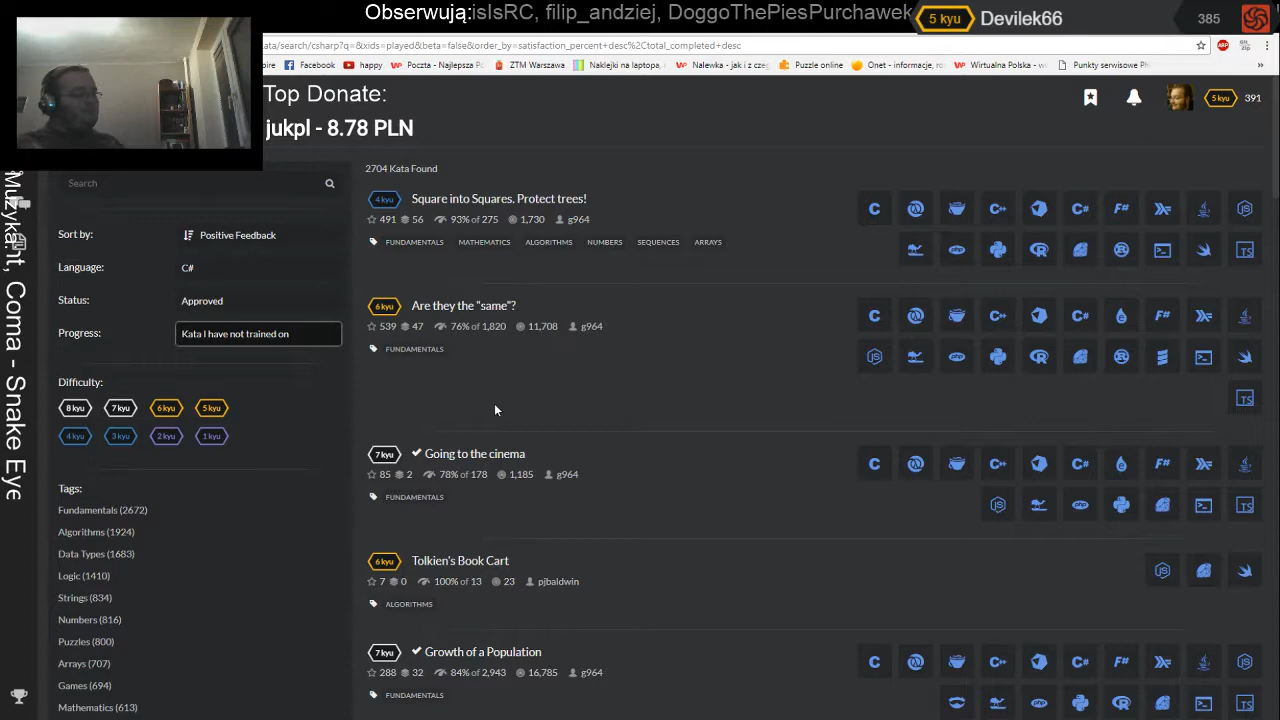 Obserwują:isIsRC, filip_andziej, DoggoThePiesPurchawek
5 kyu Devilek66 385
ata/search/csharp?q=&xids=played&beta=false&order_by=satisfaction_percent+desc%2Ctotal_completed+desc
pire Facebook happy Poczta - Najlepsza Po ZTM Warszawa Naklejki na laptopa, Nalewka - jak i z czeg Puzzle online Onet - informacje, ro Wirtualna Polska - w Punkty serwisowe Ph
Top Donate:
jukpl - 8.78 PLN
5 kyu 391
Muzykant, Coma - Snake Eye
Search
Sort by: Positive Feedback
Language: C#
Status: Approved
Progress: Kata I have not trained on
Difficulty:
8 kyu 7 kyu 6 kyu 5 kyu
4 kyu 3 kyu 2 kyu 1 kyu
Tags:
Fundamentals (2672)
Algorithms (1924)
Data Types (1683)
Logic (1410)
Strings (834)
Numbers (816)
Puzzles (800)
Arrays (707)
Games (694)
Mathematics (613)
2704 Kata Found
4 kyu Square into Squares. Protect trees!
491 56 93% of 275 1,730 g964
FUNDAMENTALS MATHEMATICS ALGORITHMS NUMBERS SEQUENCES ARRAYS
6 kyu Are they the "same"?
539 47 76% of 1,820 11,708 g964
FUNDAMENTALS
7 kyu Going to the cinema
85 2 78% of 178 1,185 g964
FUNDAMENTALS
6 kyu Tolkien's Book Cart
7 0 100% of 13 23 pjbaldwin
ALGORITHMS
7 kyu Growth of a Population
288 32 84% of 2,943 16,785 g964
FUNDAMENTALS